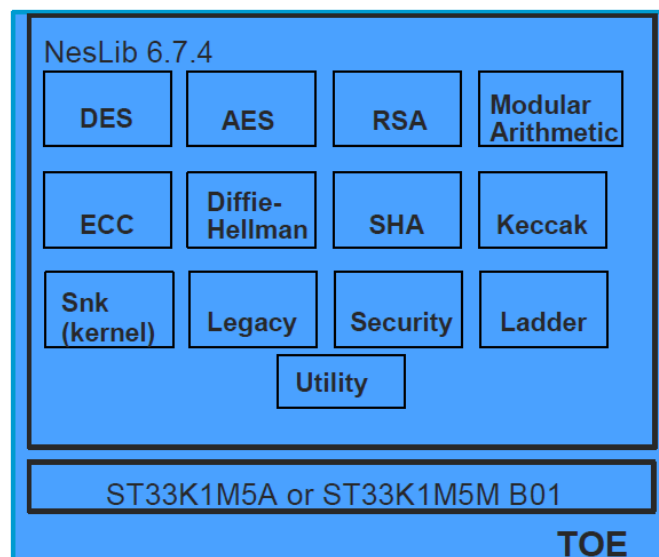 NesLib 6.7.4
DES
AES
RSA
Modular
Arithmetic
ECC
Diffie-
Hellman
SHA
Keccak
Snk
(kernel)
Legacy
Security
Ladder
Utility
ST33K1M5A or ST33K1M5M B01
TOE